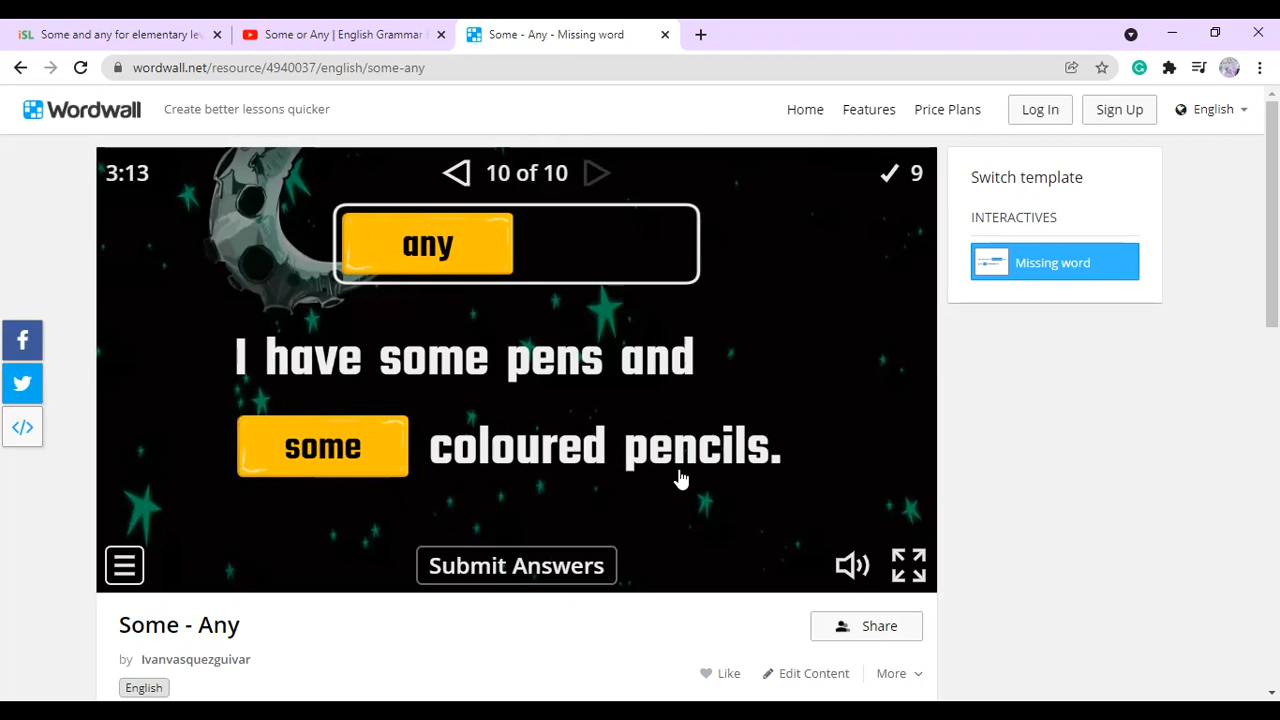 Some and any for elementary le
Some or Any | English Grammar
Some - Any - Missing word
wordwall.net/resource/4940037/english/some-any
Wordwall
Create better lessons quicker
Home
Features
Price Plans
Log In
Sign Up
English
3:13
10 of 10
9
any
I have some pens and
some coloured pencils.
Submit Answers
Switch template
INTERACTIVES
Missing word
Some - Any
Share
by Ivanvasquezguivar
Like
Edit Content
More
English